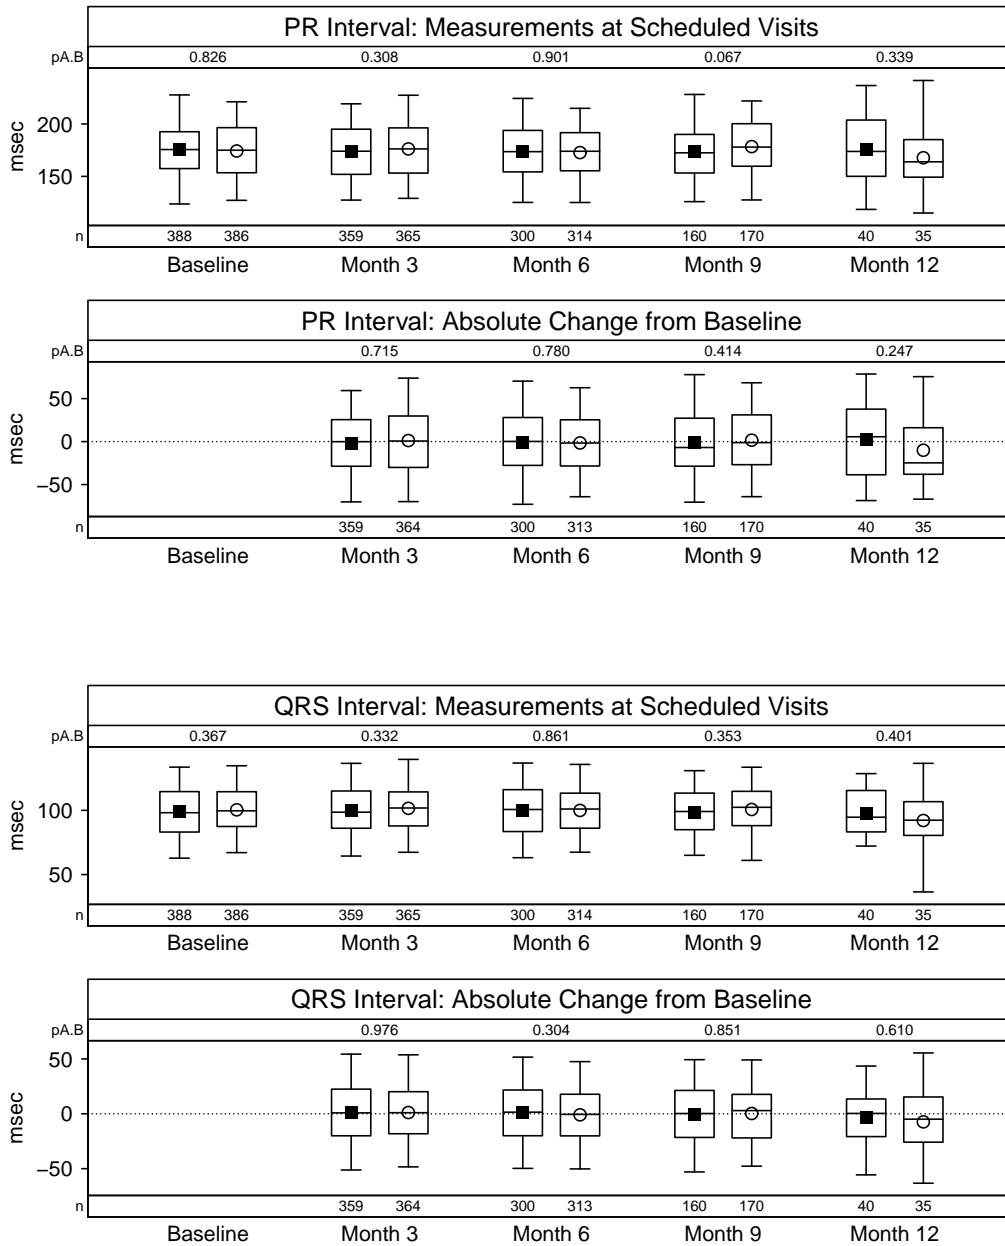 PR Interval: Measurements at Scheduled Visits
pA.B 0.826 0.308 0.901 0.067 0.339
200
150
msec
n 388 386 359 365 300 314 160 170 40 35
Baseline Month 3 Month 6 Month 9 Month 12
PR Interval: Absolute Change from Baseline
pA.B 0.715 0.780 0.414 0.247
50
0
−50
msec
n 359 364 300 313 160 170 40 35
Baseline Month 3 Month 6 Month 9 Month 12
QRS Interval: Measurements at Scheduled Visits
pA.B 0.367 0.332 0.861 0.353 0.401
100
50
msec
n 388 386 359 365 300 314 160 170 40 35
Baseline Month 3 Month 6 Month 9 Month 12
QRS Interval: Absolute Change from Baseline
pA.B 0.976 0.304 0.851 0.610
50
0
−50
msec
n 359 364 300 313 160 170 40 35
Baseline Month 3 Month 6 Month 9 Month 12